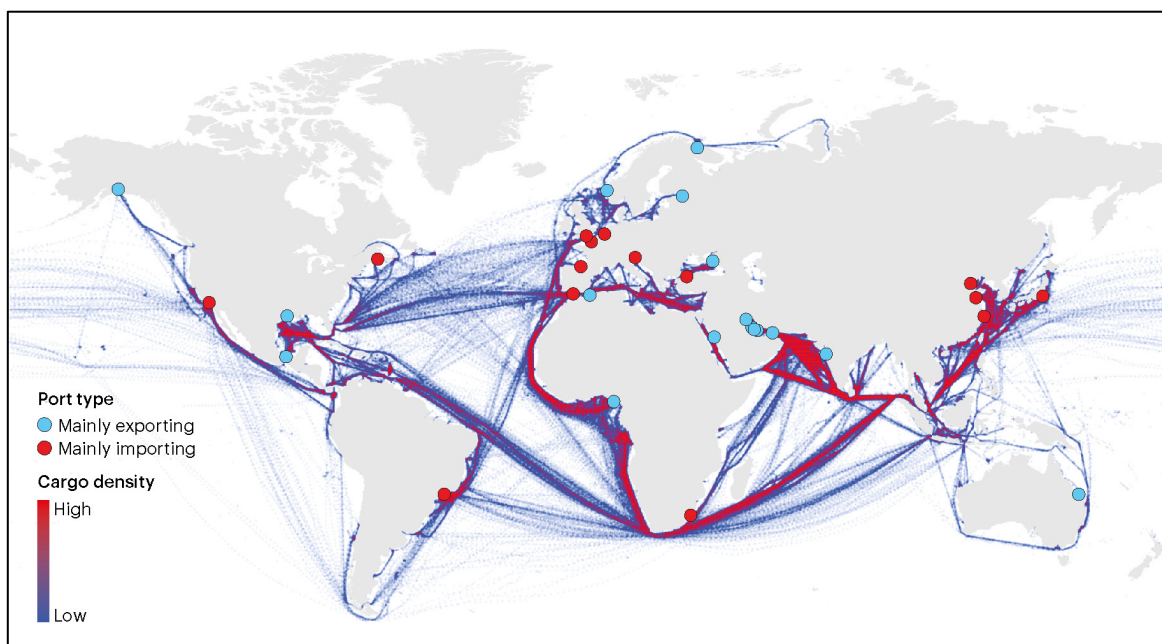 Port type
Mainly exporting
Mainly importing
Cargo density
High
Low